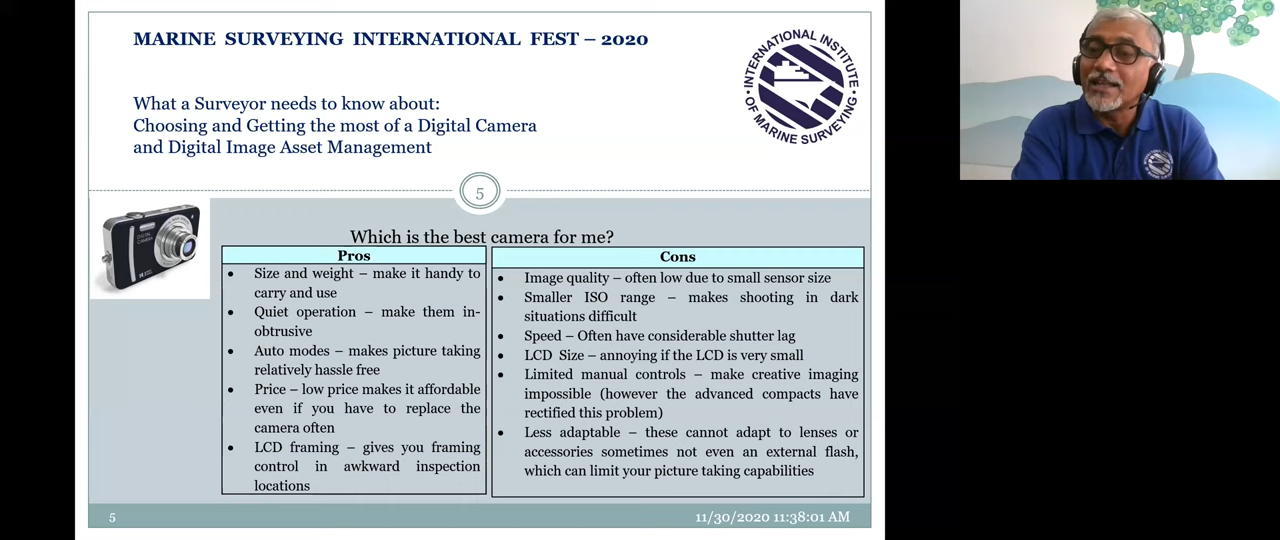 MARINE SURVEYING INTERNATIONAL FEST – 2020
INTERNATIONAL INSTITUTE
• OF MARINE SURVEYING •
What a Surveyor needs to know about:
Choosing and Getting the most of a Digital Camera
and Digital Image Asset Management
5
Which is the best camera for me?
Pros
• Size and weight – make it handy to
carry and use
• Quiet operation – make them in-
obtrusive
• Auto modes – makes picture taking
relatively hassle free
• Price – low price makes it affordable
even if you have to replace the
camera often
• LCD framing – gives you framing
control in awkward inspection
locations
Cons
• Image quality – often low due to small sensor size
• Smaller ISO range – makes shooting in dark
situations difficult
• Speed – Often have considerable shutter lag
• LCD Size – annoying if the LCD is very small
• Limited manual controls – make creative imaging
impossible (however the advanced compacts have
rectified this problem)
• Less adaptable – these cannot adapt to lenses or
accessories sometimes not even an external flash,
which can limit your picture taking capabilities
5
11/30/2020 11:38:01 AM